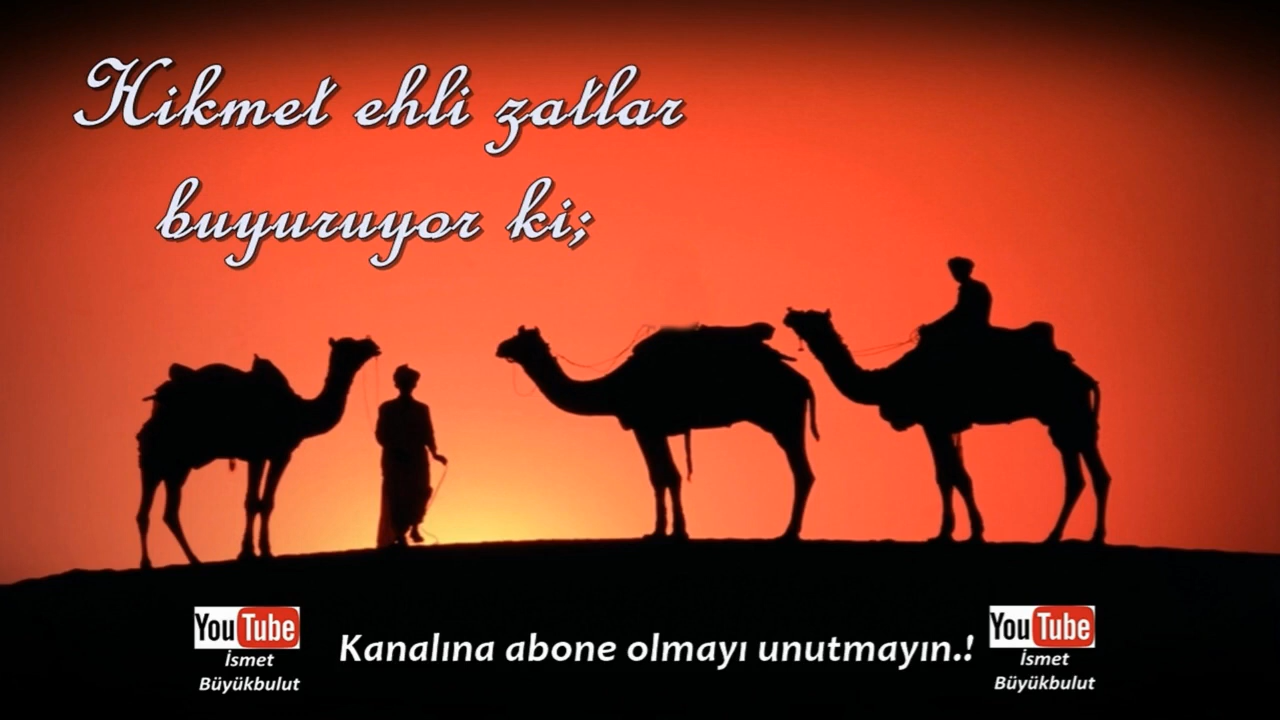 Hikmet ehli zatlar
buyuruyor ki;
YouTube
İsmet
Büyükbulut
Kanalına abone olmayı unutmayın.!
YouTube
İsmet
Büyükbulut